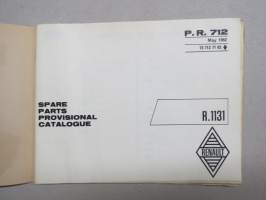 P.R. 712
May 1962
SPARE
PARTS
PROVISIONAL
CATALOGUE
R.1131
RENAULT